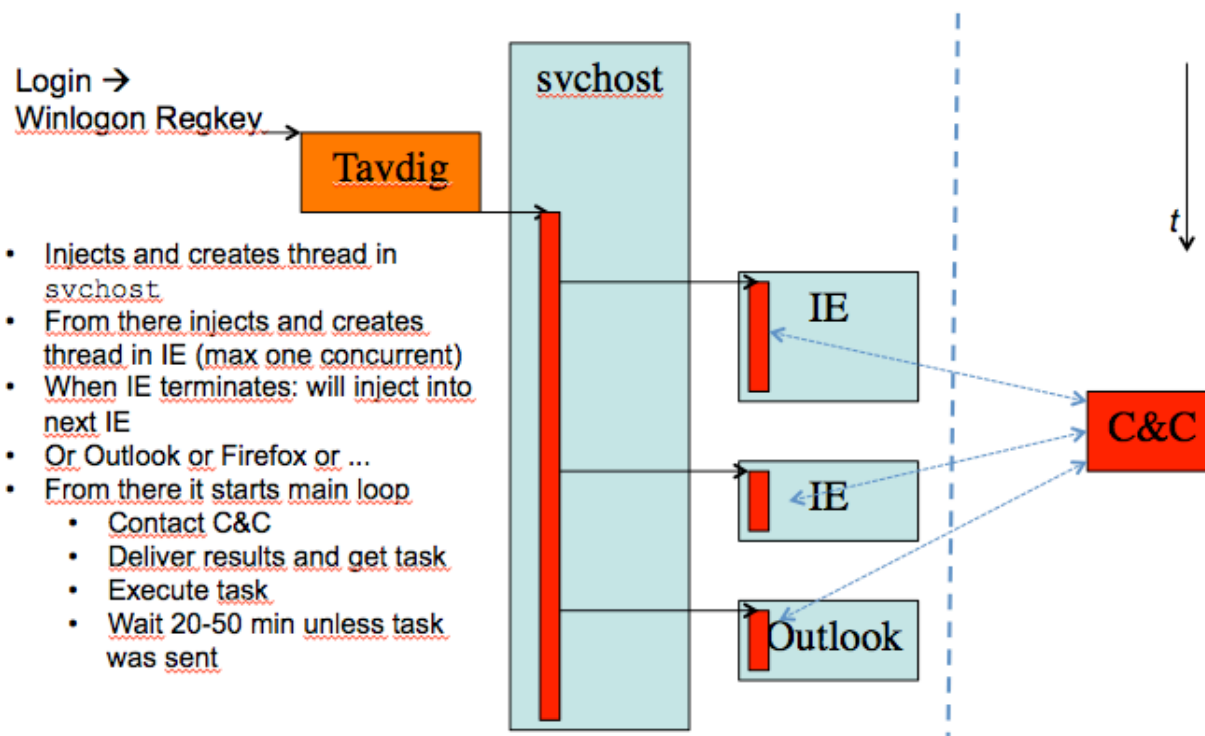 Login →
Winlogon Regkey
Tavdig
svchost
t
• Injects and creates thread in
svchost
• From there injects and creates
thread in IE (max one concurrent)
• When IE terminates: will inject into
next IE
• Or Outlook or Firefox or ...
• From there it starts main loop
• Contact C&C
• Deliver results and get task
• Execute task
• Wait 20-50 min unless task
was sent
IE
IE
Outlook
C&C